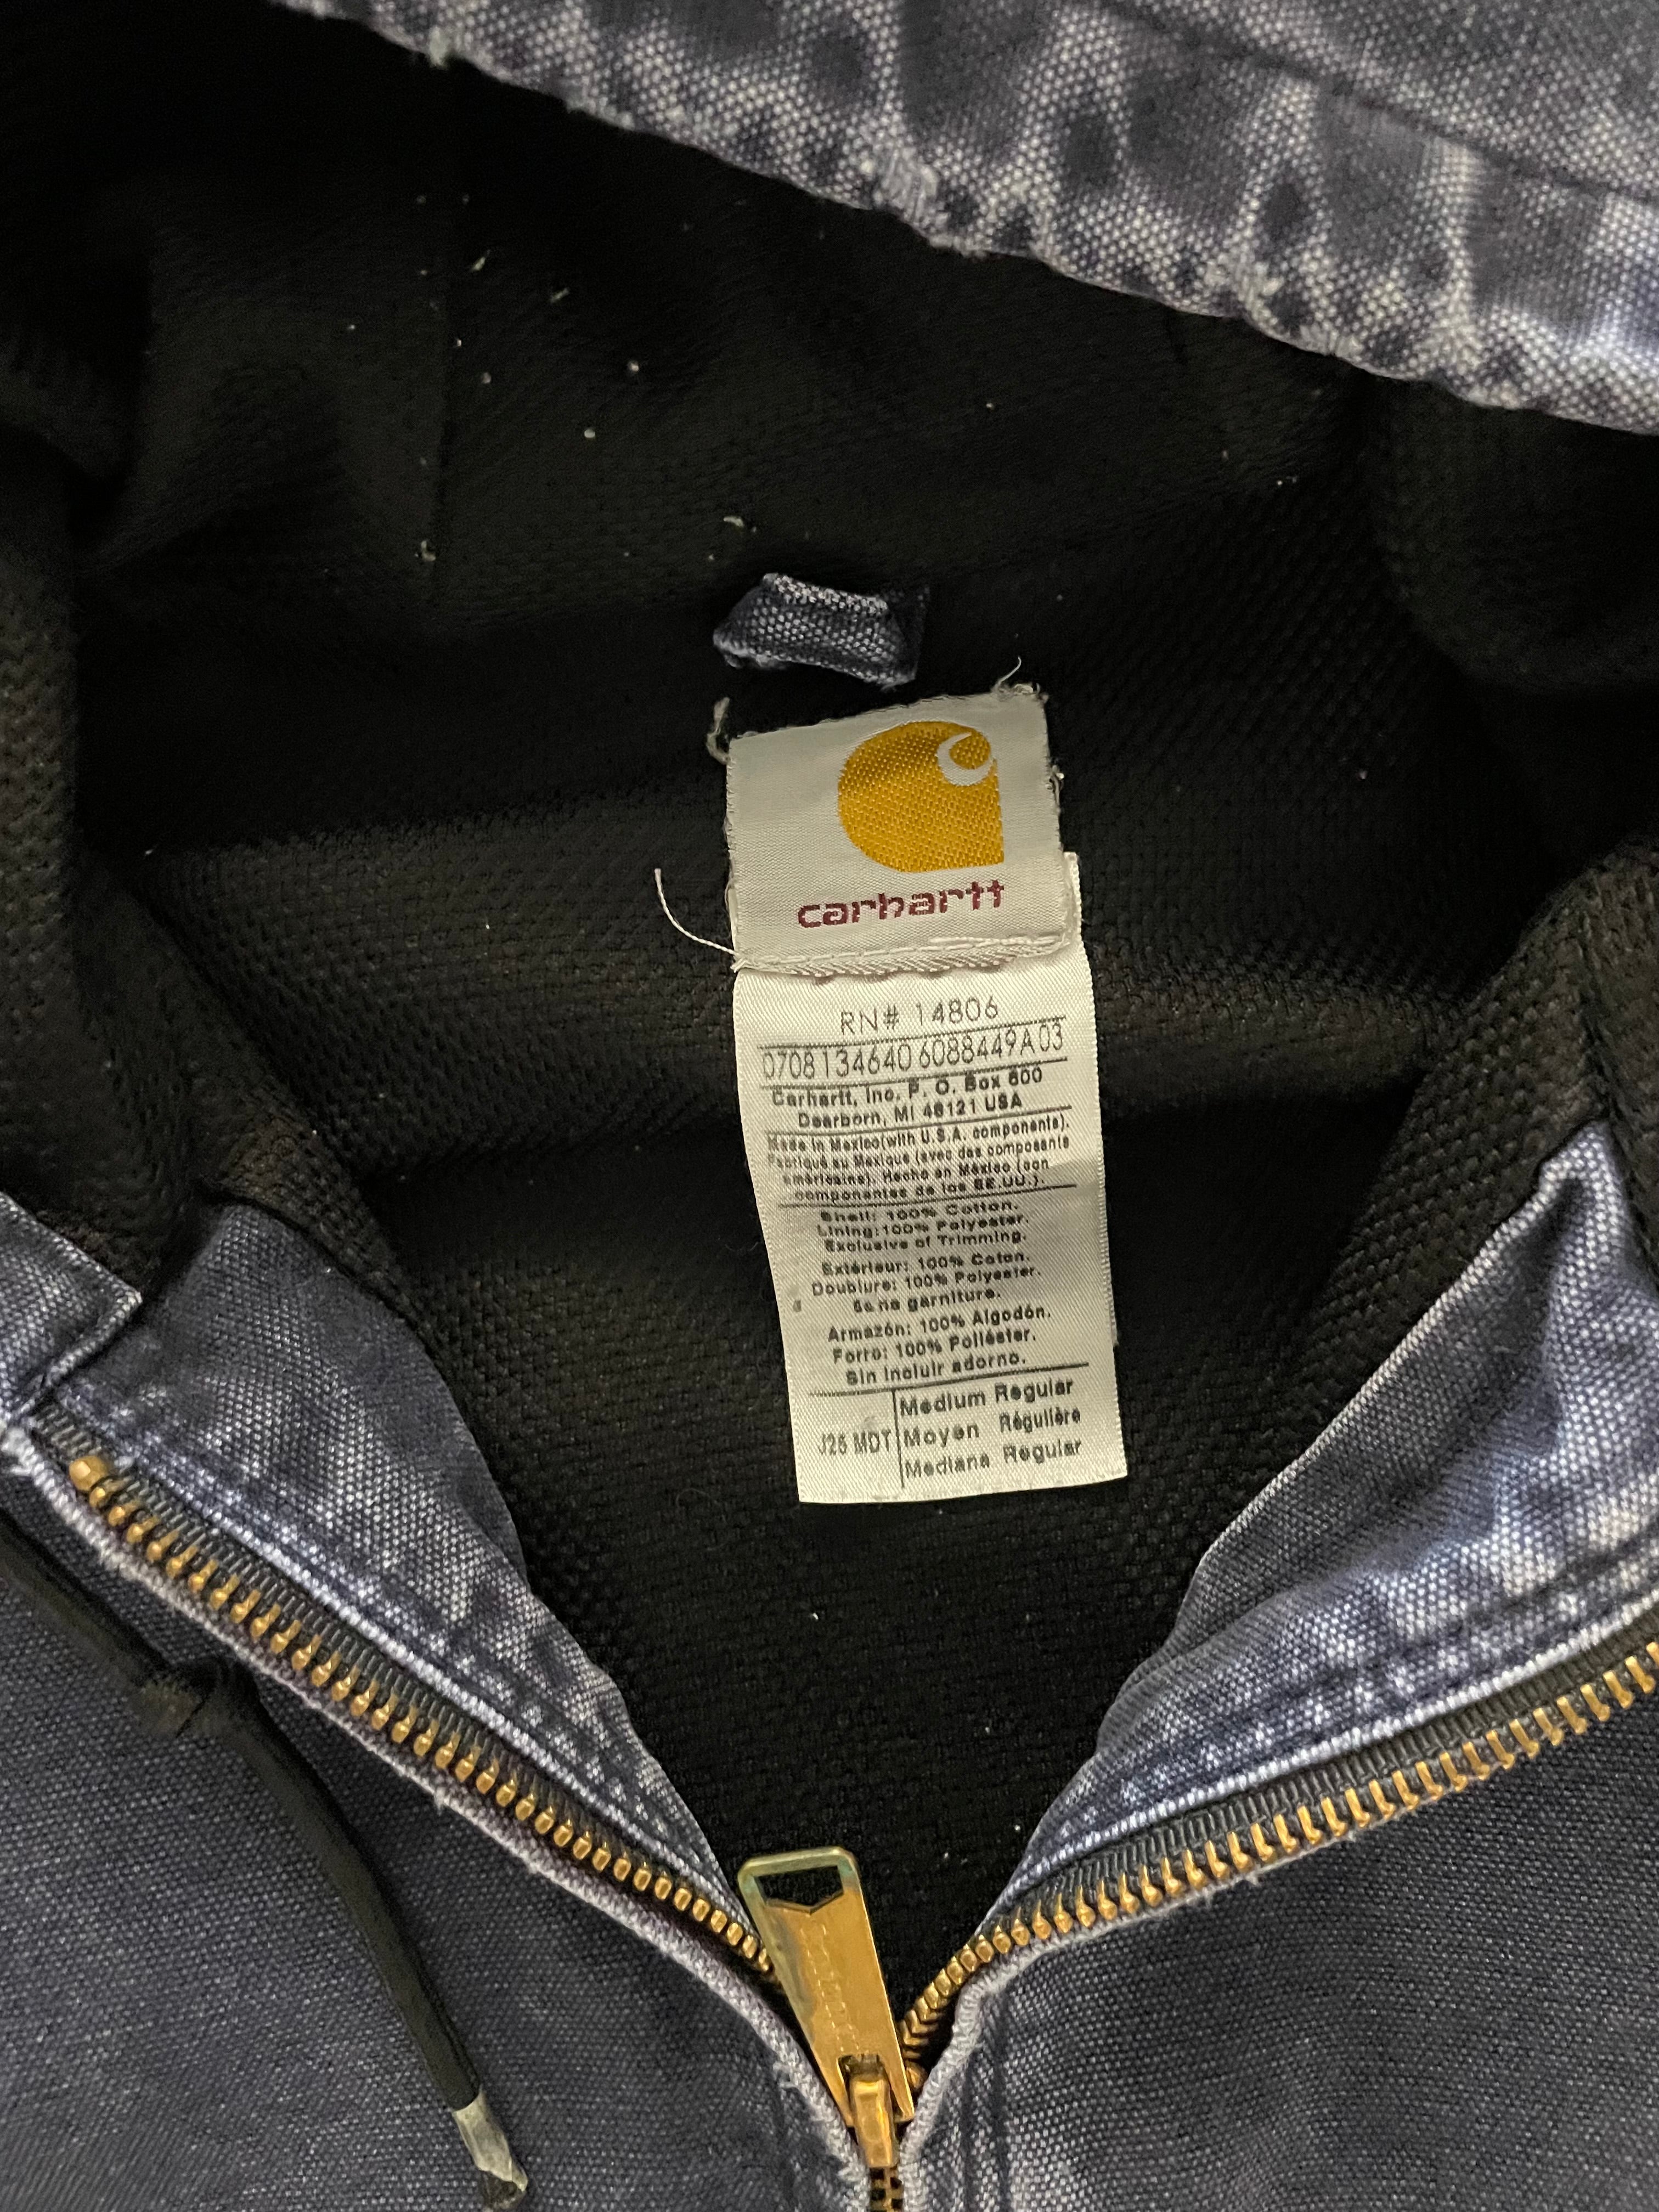 carhartt
RN# 14806
0708134640 6088449A03
Carhartt, Inc. P. O. Box 600
Dearborn, MI 48121 USA
Made in Mexico(with U.S.A. components).
Fabriqué au Mexique (avec des composants
américains). Hecho en México (con
componentes de los EE.UU.).
Shell: 100% Cotton.
Lining:100% Polyester.
Exclusive of Trimming.
Extérieur: 100% Coton.
Doublure: 100% Polyester.
Sans garniture.
Armazón: 100% Algodón.
Forro: 100% Poliéster.
Sin incluir adorno.
J25 MDT
Medium Regular
Moyen Régulière
Mediana Regular